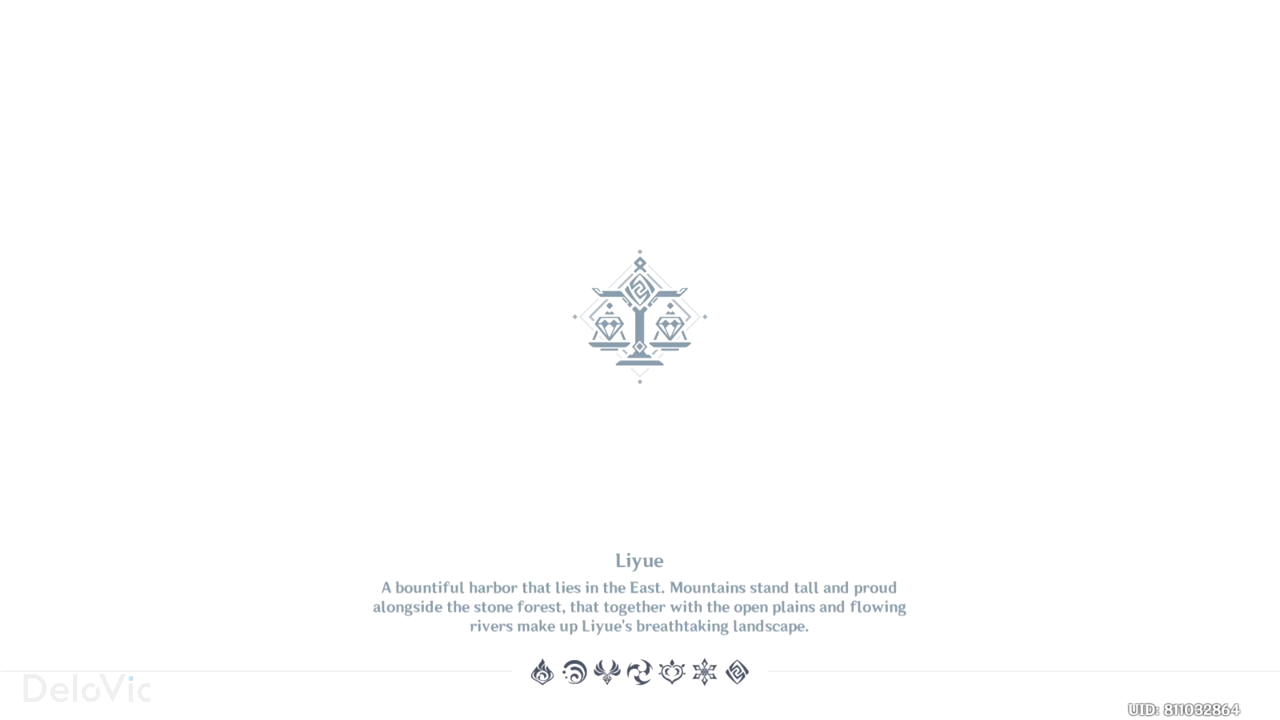 Liyue
A bountiful harbor that lies in the East. Mountains stand tall and proud
alongside the stone forest, that together with the open plains and flowing
rivers make up Liyue's breathtaking landscape.
DeloVic
UID: 811032864